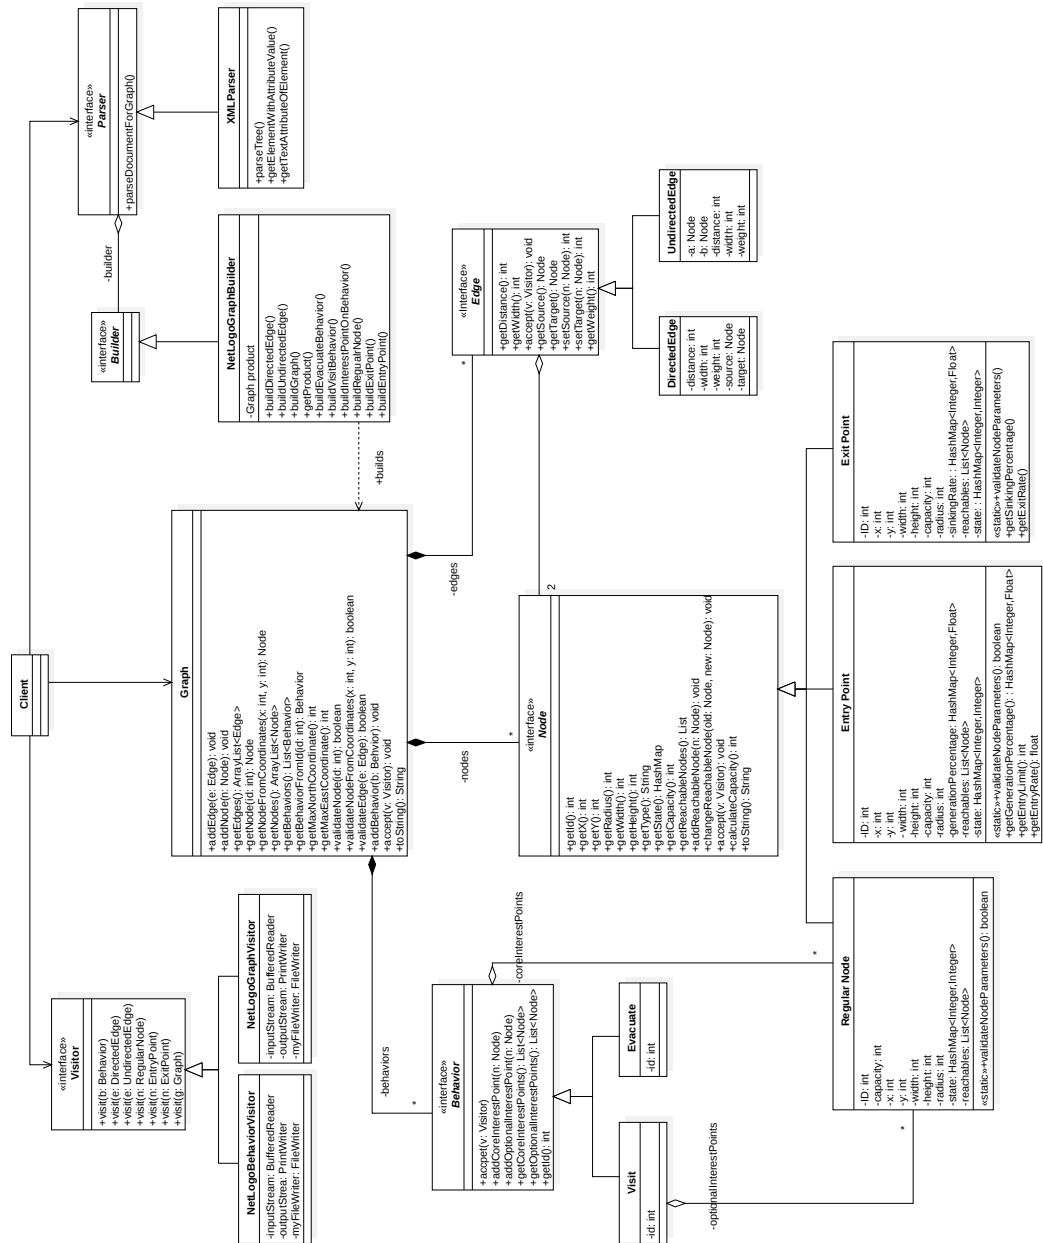 Client
«interface»
Visitor
+visit(b: Behavior)
+visit(e: DirectedEdge)
+visit(e: UndirectedEdge)
+visit(n: RegularNode)
+visit(n: EntryPoint)
+visit(n: ExitPoint)
+visit(g: Graph)
NetLogoBehaviorVisitor
-inputStream: BufferedReader
-outputStrea: PrintWriter
-myFileWriter: FileWriter
NetLogoGraphVisitor
-inputStream: BufferedReader
-outputStream: PrintWriter
-myFileWriter: FileWriter
Graph
+addEdge(e: Edge): void
+addNode(n: Node): void
+getEdges(): ArrayList<Edge>
+getNode(id: int): Node
+getNodeFromCoordinates(x: int, y: int): Node
+getNodes(): ArrayList<Node>
+getBehaviors(): List<Behavior>
+getBehaviorFromId(id: int): Behavior
+getMaxNorthCoordinate(): int
+getMaxEastCoordinate(): int
+validateNode(id: int): boolean
+validateNodeFromCoordinates(x: int, y: int): boolean
+validateEdge(e: Edge): boolean
+addBehavior(b: Behvior): void
+accept(v: Visitor): void
+toString(): String
«interface»
Parser
+parseDocumentForGraph()
XMLParser
+parseTree()
+getElementWithAttributeValue()
+getTextAttributeOfElement()
-builder
«interface»
Builder
NetLogoGraphBuilder
-Graph product
+buildDirectedEdge()
+buildUndirectedEdge()
+buildGraph()
+getProduct()
+buildEvacuateBehavior()
+buildVisitBehavior()
+buildInterestPointOnBehavior()
+buildRegualrNode()
+buildExitPoint()
+buildEntryPoint()
+builds
-behaviors
*
-nodes
*
-edges
*
«interface»
Behavior
+accpet(v: Visitor)
+addCoreInterestPoint(n: Node)
+addOptionalInterestPoint(n: Node)
+getCoreInterestPoints(): List<Node>
+getOptionalInterestPoints(): List<Node>
+getId(): int
-coreInterestPoints
*
Visit
-id: int
Evacuate
-id: int
-optionalInterestPoints
*
«interface»
Node
+getId(): int
+getX(): int
+getY(): int
+getRadius(): int
+getWidth(): int
+getHeight(): int
+getType(): String
+getState(): HashMap
+getCapacity(): int
+getReachableNodes(): List
+addReachableNode(n: Node): void
+changeReachableNode(old: Node, new: Node): void
+accept(v: Visitor): void
+calculateCapacity(): int
+toString(): String
2
«Interface»
Edge
+getDistance(): int
+getWidth(): int
+accept(v: Visitor): void
+getSource(): Node
+getTarget(): Node
+setSource(n: Node): int
+setTarget(n: Node): int
+getWeight(): int
DirectedEdge
-distance: int
-width: int
-weight: int
-source: Node
-target: Node
UndirectedEdge
-a: Node
-b: Node
-distance: int
-width: int
-weight: int
Regular Node
-ID: int
-capacity: int
-x: int
-y: int
-width: int
-height: int
-radius: int
-state: HashMap<Integer,Integer>
-reachables: List<Node>
«static»+validateNodeParameters(): boolean
Entry Point
-ID: int
-x: int
-y: int
- width: int
-height: int
-capacity: int
-radius: int
-generationPercentage: HashMap<Integer,Float>
-reachables: List<Node>
-state: HashMap<Integer,Integer>
«static»+validateNodeParameters(): boolean
+getGenerationPercentage(): : HashMap<Integer,Float>
+getEntryLimit(): int
+getEntryRate(): float
Exit Point
-ID: int
-x: int
-y: int
-width: int
-height: int
-capacity: int
-radius: int
-sinkingRate: : HashMap<Integer,Float>
-reachables: List<Node>
-state: : HashMap<Integer,Integer>
«static»+validateNodeParameters()
+getSinkingPercentage()
+getExitRate()